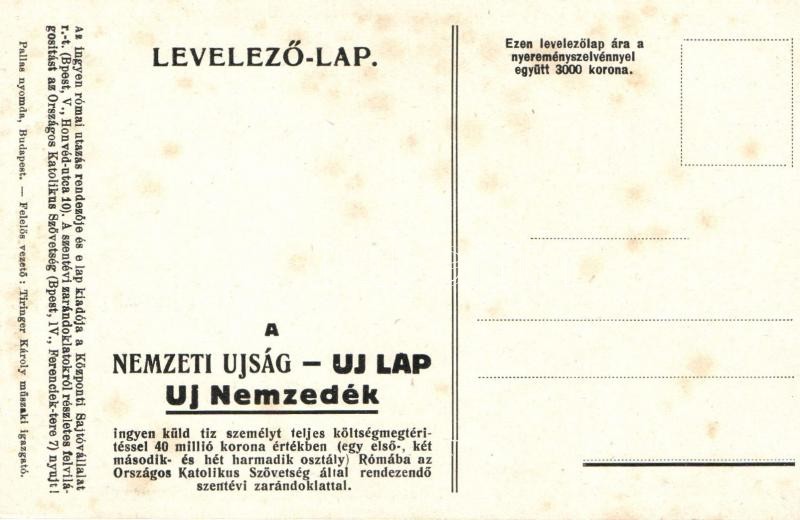 LEVELEZŐ-LAP.
Ezen levelezőlap ára a
nyereményszelvénnyel
együtt 3000 korona.
A
NEMZETI UJSÁG – UJ LAP
Uj Nemzedék
ingyen küld tiz személyt teljes költségmegtéri-
téssel 40 millió korona értékben (egy első-, két
második- és hét harmadik osztály) Rómába az
Országos Katolikus Szövetség által rendezendő
szentévi zarándoklattal.
Az ingyen római utazás rendezője és e lap kiadója a Központi Sajtóvállalat
r.-t. (Bpest, V., Honvéd-utca 10). A szentévi zarándoklatokról részletes felvilá-
gositást az Országos Katolikus Szövetség (Bpest, IV., Ferenciek-tere 7) nyujt!
Pallas nyomda, Budapest. — Felelős vezető: Tiringer Károly műszaki igazgató.